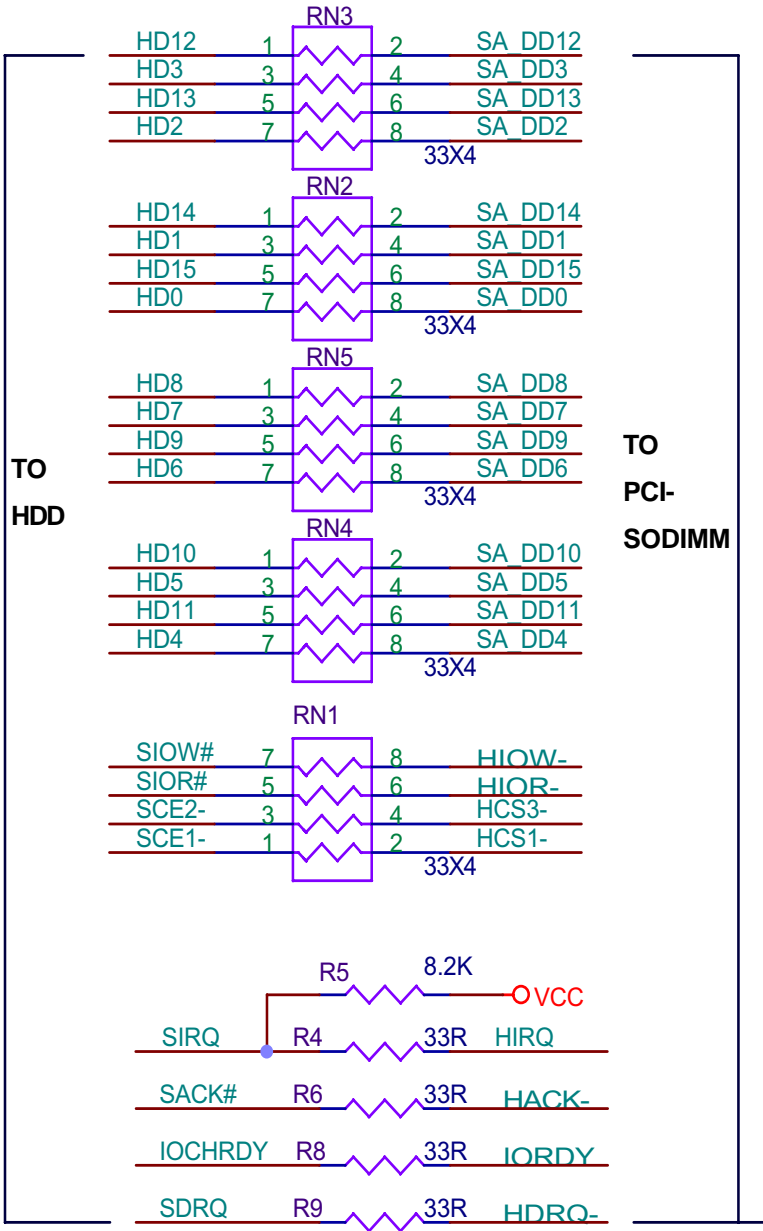 RN3
HD12 1 2 SA_DD12
HD3 3 4 SA_DD3
HD13 5 6 SA_DD13
HD2 7 8 SA_DD2
33X4
RN2
HD14 1 2 SA_DD14
HD1 3 4 SA_DD1
HD15 5 6 SA_DD15
HD0 7 8 SA_DD0
33X4
RN5
HD8 1 2 SA_DD8
HD7 3 4 SA_DD7
HD9 5 6 SA_DD9
HD6 7 8 SA_DD6
33X4
TO
HDD
TO
PCI-
SODIMM
RN4
HD10 1 2 SA_DD10
HD5 3 4 SA_DD5
HD11 5 6 SA_DD11
HD4 7 8 SA_DD4
33X4
RN1
SIOW# 7 8 HIOW-
SIOR# 5 6 HIOR-
SCE2- 3 4 HCS3-
SCE1- 1 2 HCS1-
33X4
R5 8.2K
VCC
SIRQ R4 33R HIRQ
SACK# R6 33R HACK-
IOCHRDY R8 33R IORDY
SDRQ R9 33R HDRQ-